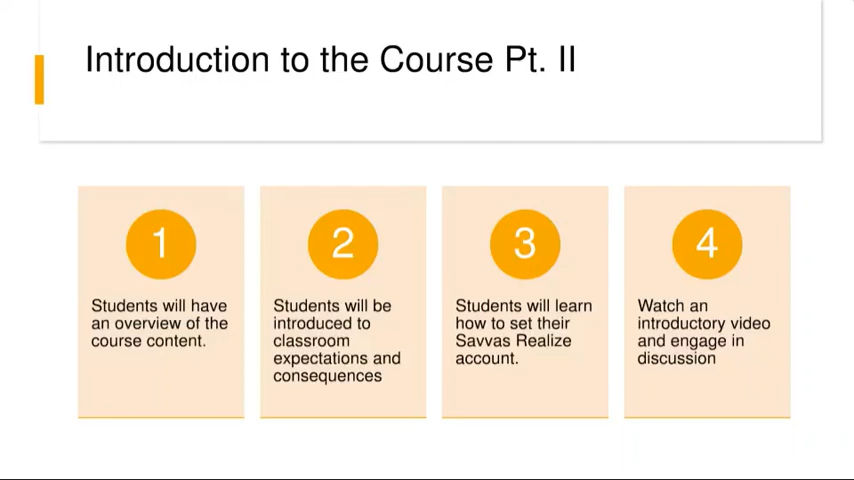 Introduction to the Course Pt. II
1
Students will have
an overview of the
course content.
2
Students will be
introduced to
classroom
expectations and
consequences
3
Students will learn
how to set their
Savvas Realize
account.
4
Watch an
introductory video
and engage in
discussion